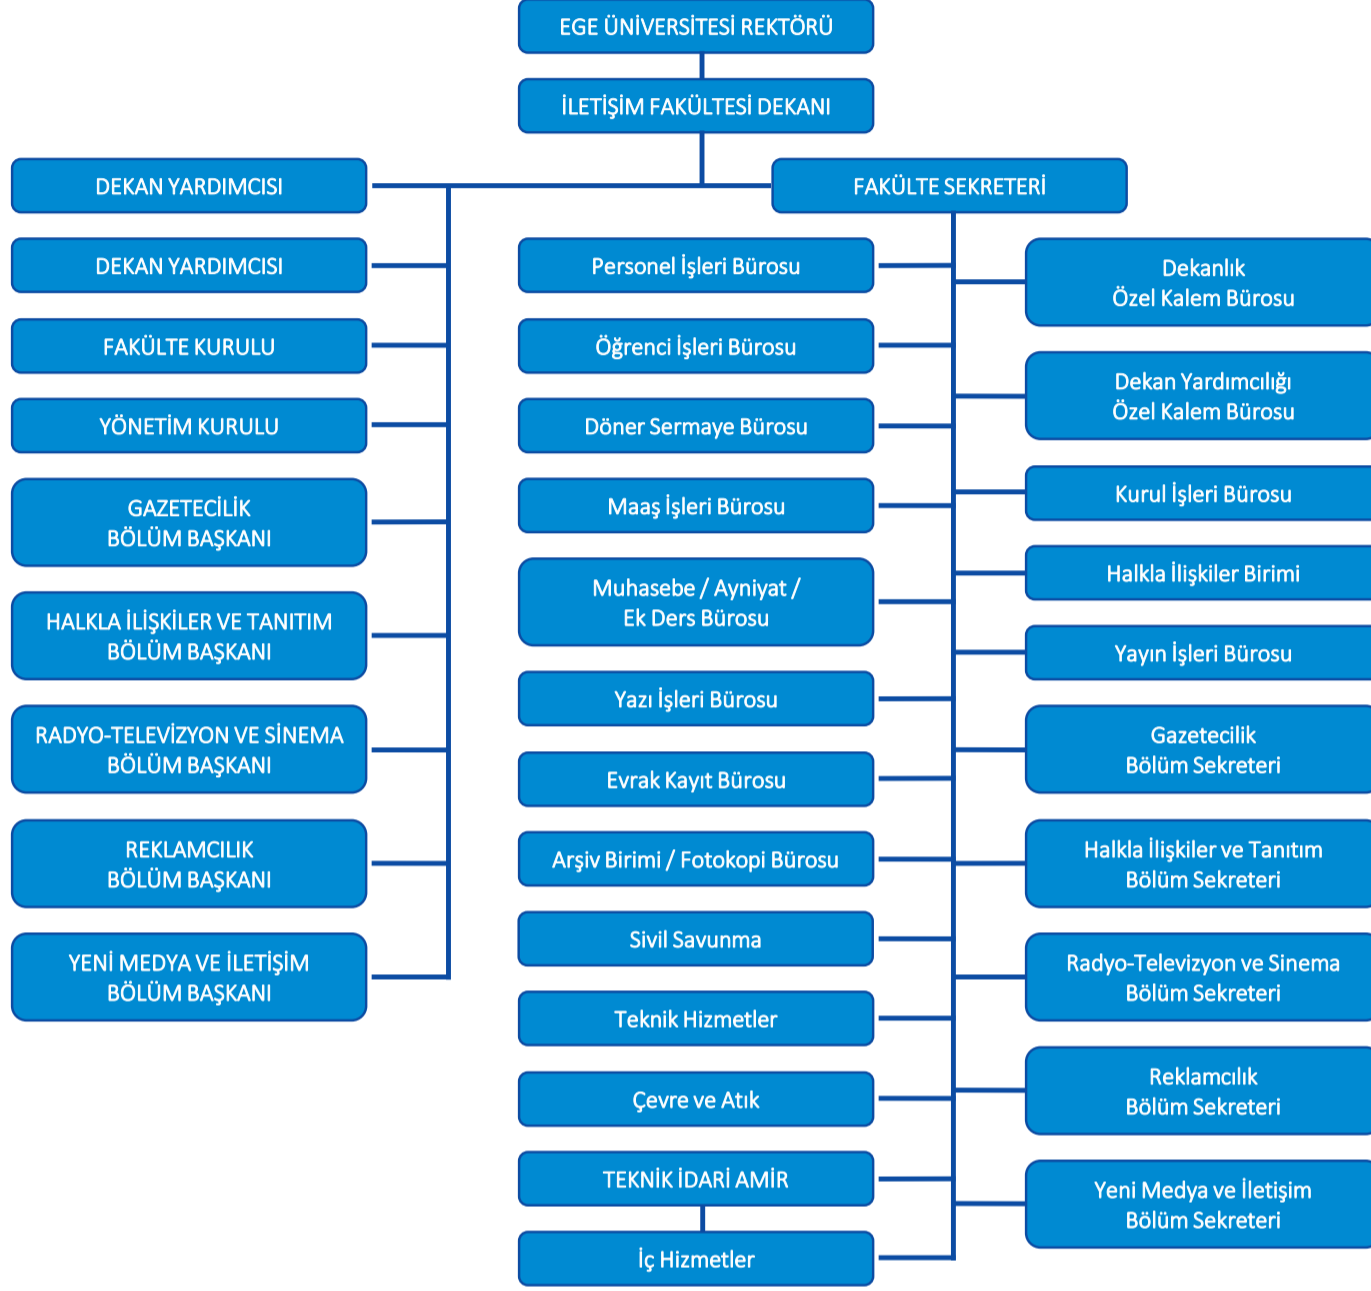 EGE ÜNİVERSİTESİ REKTÖRÜ
İLETİŞİM FAKÜLTESİ DEKANI
DEKAN YARDIMCISI
DEKAN YARDIMCISI
FAKÜLTE KURULU
YÖNETİM KURULU
GAZETECİLİK
BÖLÜM BAŞKANI
HALKLA İLİŞKİLER VE TANITIM
BÖLÜM BAŞKANI
RADYO-TELEVİZYON VE SİNEMA
BÖLÜM BAŞKANI
REKLAMCILIK
BÖLÜM BAŞKANI
YENİ MEDYA VE İLETİŞİM
BÖLÜM BAŞKANI
FAKÜLTE SEKRETERİ
Personel İşleri Bürosu
Öğrenci İşleri Bürosu
Döner Sermaye Bürosu
Maaş İşleri Bürosu
Muhasebe / Ayniyat /
Ek Ders Bürosu
Yazı İşleri Bürosu
Evrak Kayıt Bürosu
Arşiv Birimi / Fotokopi Bürosu
Sivil Savunma
Teknik Hizmetler
Çevre ve Atık
TEKNİK İDARİ AMİR
İç Hizmetler
Dekanlık
Özel Kalem Bürosu
Dekan Yardımcılığı
Özel Kalem Bürosu
Kurul İşleri Bürosu
Halkla İlişkiler Birimi
Yayın İşleri Bürosu
Gazetecilik
Bölüm Sekreteri
Halkla İlişkiler ve Tanıtım
Bölüm Sekreteri
Radyo-Televizyon ve Sinema
Bölüm Sekreteri
Reklamcılık
Bölüm Sekreteri
Yeni Medya ve İletişim
Bölüm Sekreteri